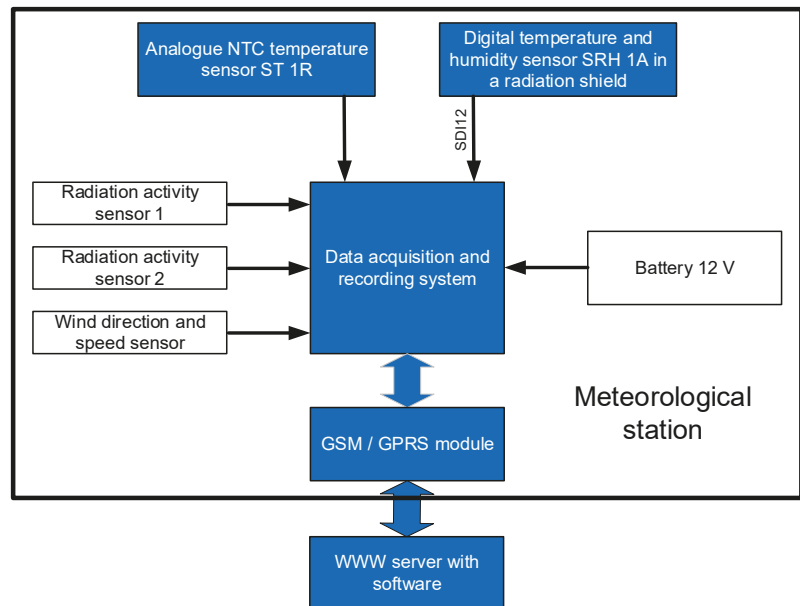 Analogue NTC temperature
sensor ST 1R
Digital temperature and
humidity sensor SRH 1A in
a radiation shield
SDI12
Radiation activity
sensor 1
Radiation activity
sensor 2
Wind direction and
speed sensor
Data acquisition and
recording system
Battery 12 V
Meteorological
station
GSM / GPRS module
WWW server with
software